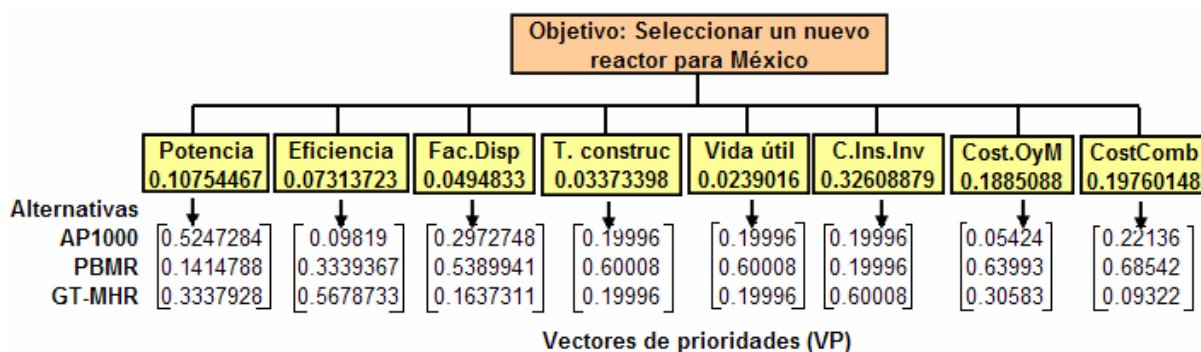 Objetivo: Seleccionar un nuevo
reactor para México
Potencia Eficiencia Fac.Disp T. construc Vida útil C.Ins.Inv Cost.OyM CostComb
0.10754467 0.07313723 0.0494833 0.03373398 0.0239016 0.32608879 0.1885088 0.19760148
Alternativas
AP1000 0.5247284 0.09819 0.2972748 0.19996 0.19996 0.19996 0.05424 0.22136
PBMR 0.1414788 0.3339367 0.5389941 0.60008 0.60008 0.19996 0.63993 0.68542
GT-MHR 0.3337928 0.5678733 0.1637311 0.19996 0.19996 0.60008 0.30583 0.09322
Vectores de prioridades (VP)